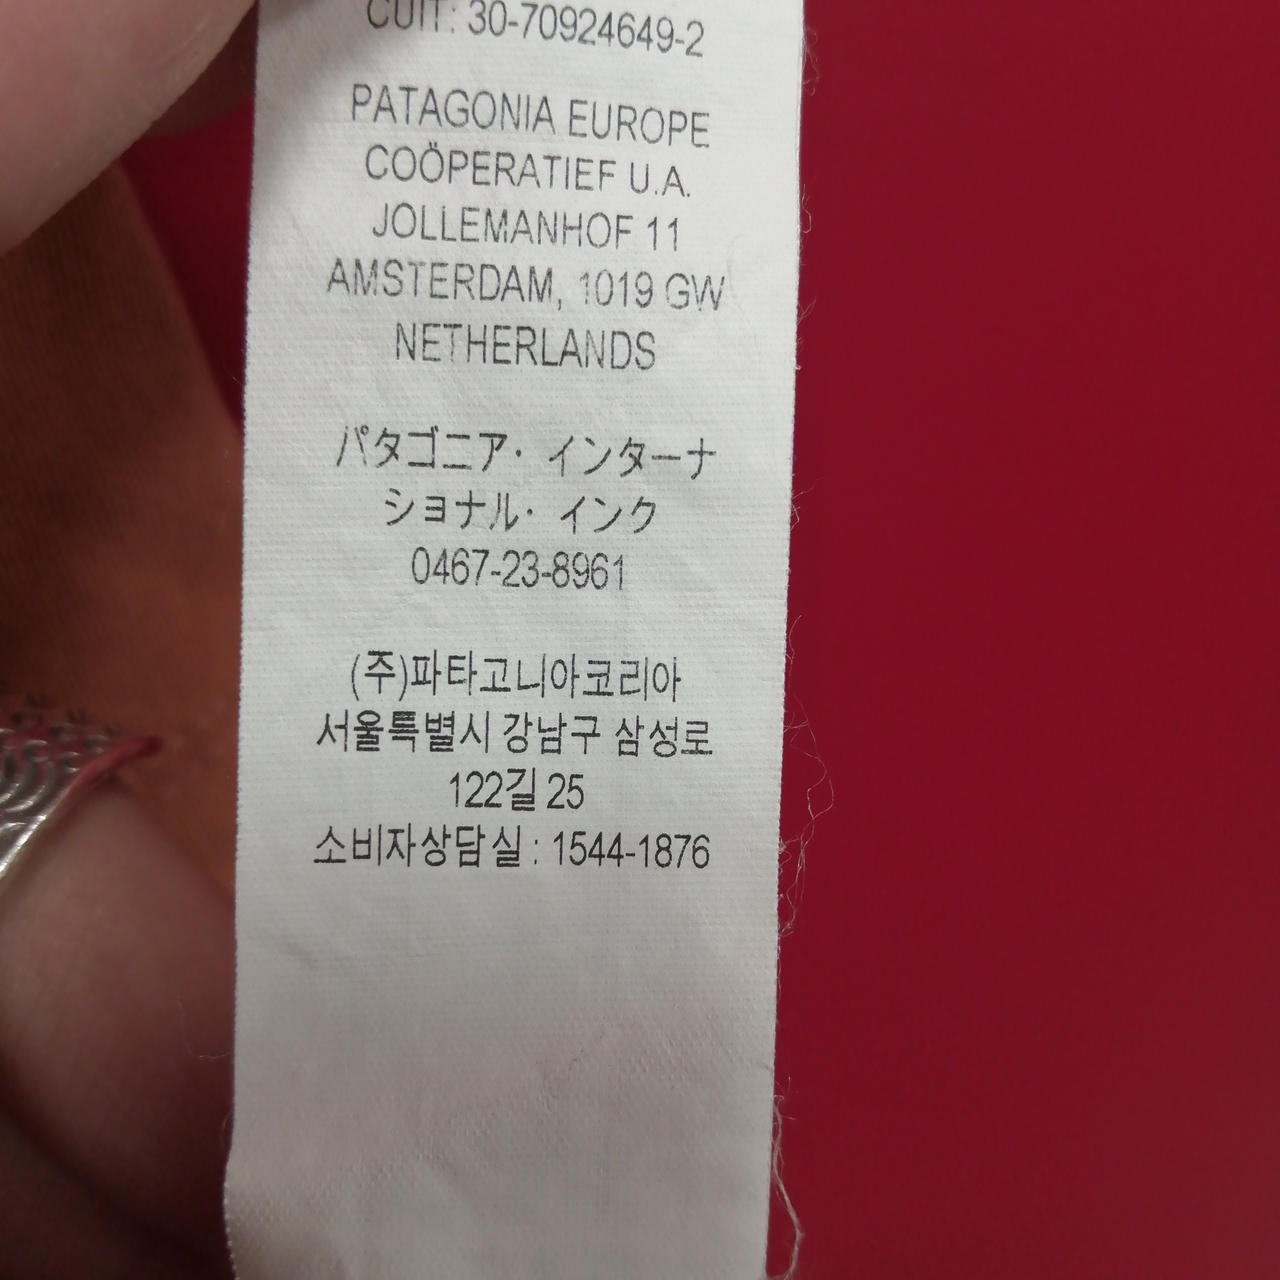 CUIT: 30-70924649-2
PATAGONIA EUROPE
COÖPERATIEF U.A.
JOLLEMANHOF 11
AMSTERDAM, 1019 GW
NETHERLANDS
パタゴニア・インターナ
ショナル・インク
0467-23-8961
(주)파타고니아코리아
서울특별시 강남구 삼성로
122길 25
소비자상담실 : 1544-1876